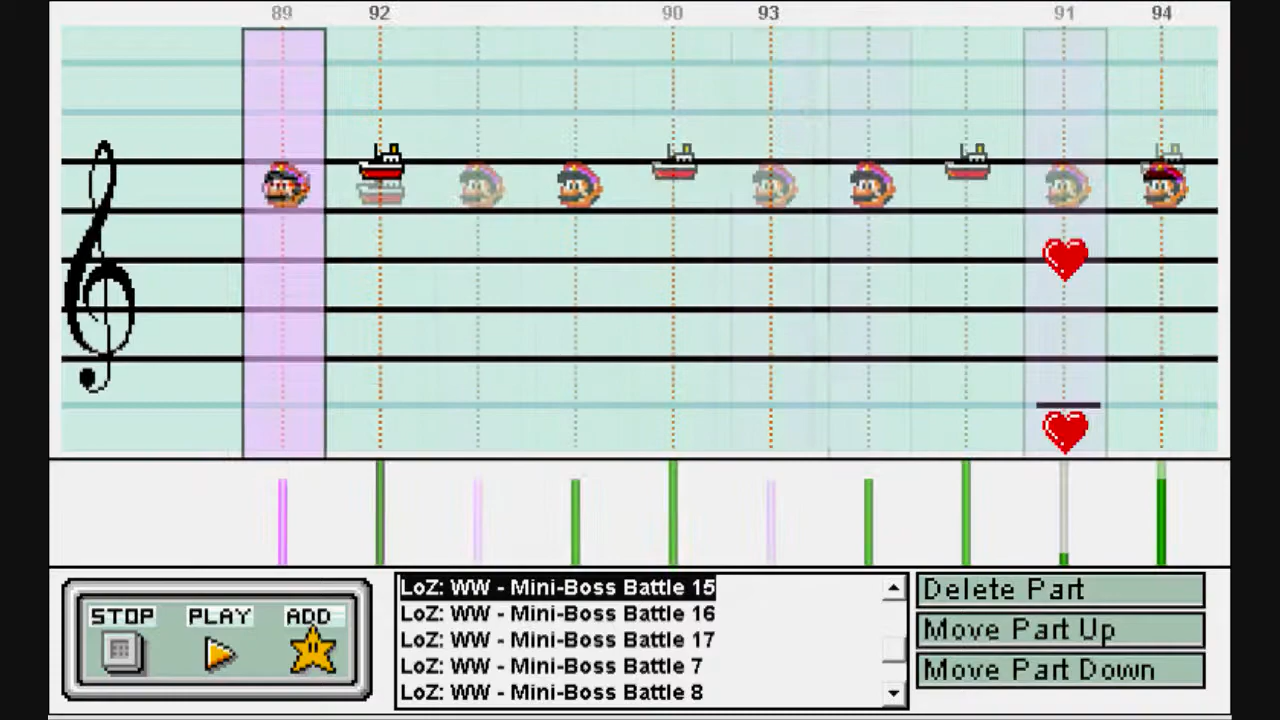 89 92 90 93 91 94
STOP PLAY ADD
LoZ: WW - Mini-Boss Battle 15
LoZ: WW - Mini-Boss Battle 16
LoZ: WW - Mini-Boss Battle 17
LoZ: WW - Mini-Boss Battle 7
LoZ: WW - Mini-Boss Battle 8
Delete Part
Move Part Up
Move Part Down